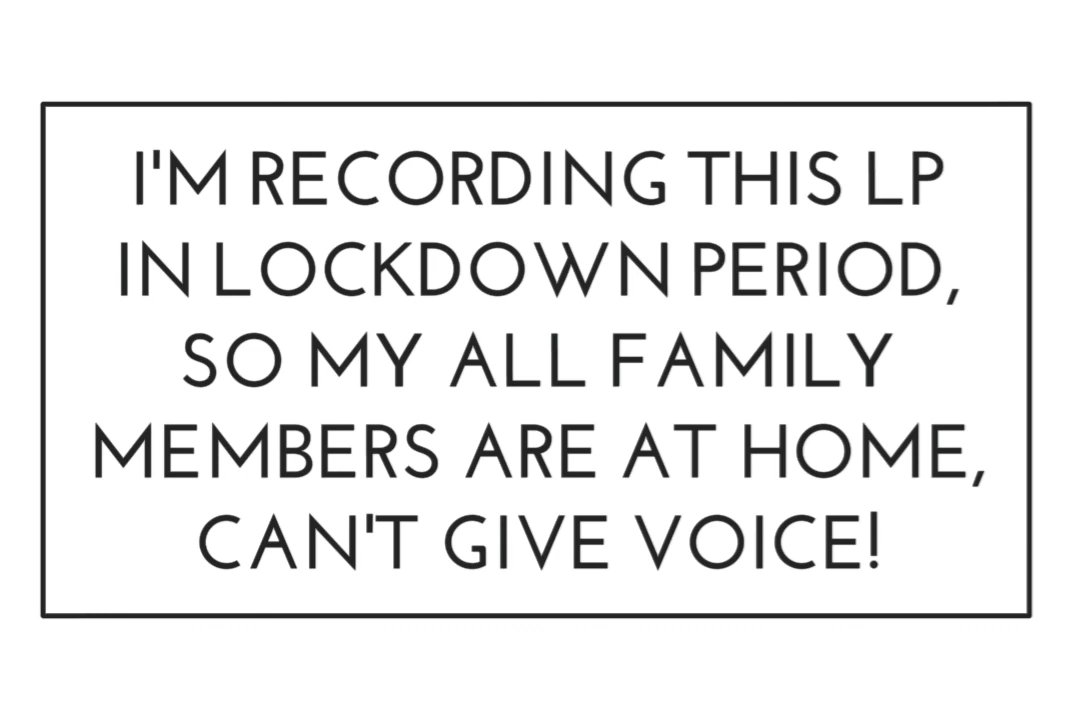 I'M RECORDING THIS LP
IN LOCKDOWN PERIOD,
SO MY ALL FAMILY
MEMBERS ARE AT HOME,
CAN'T GIVE VOICE!